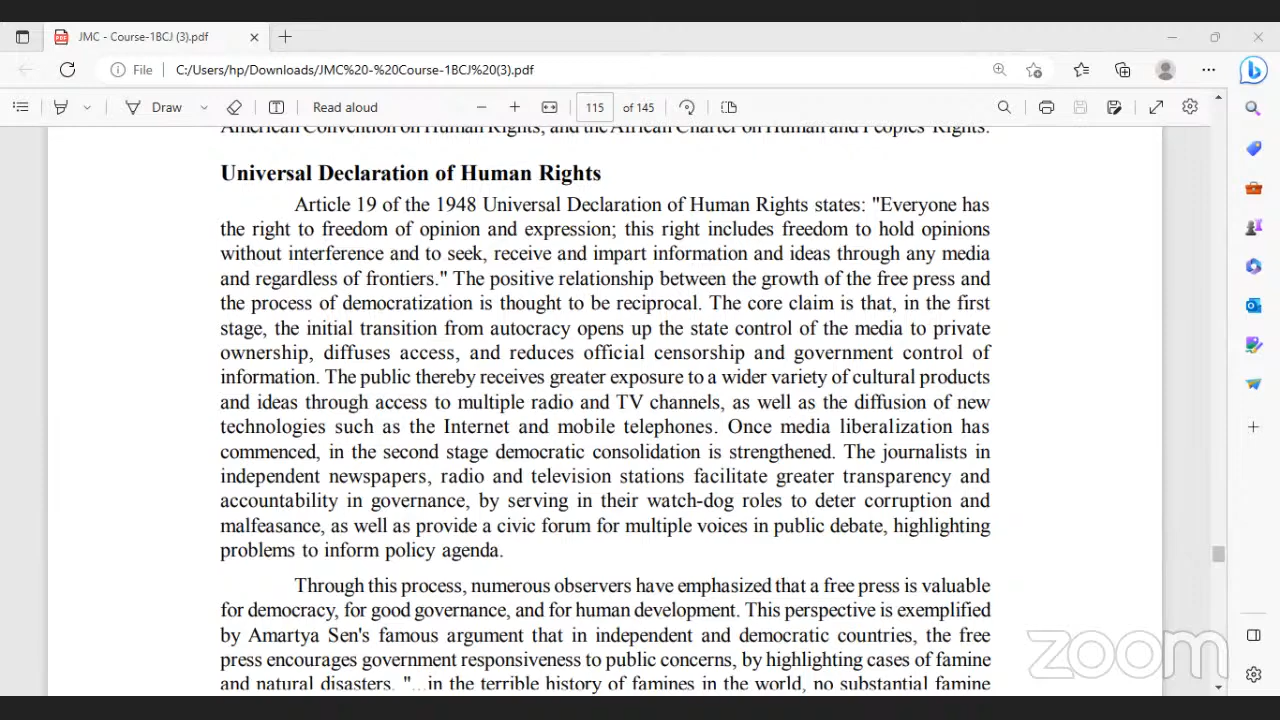 JMC - Course-1BCJ (3).pdf
File C:/Users/hp/Downloads/JMC%20-%20Course-1BCJ%20(3).pdf
Draw Read aloud 115 of 145
American Convention on Human Rights, and the African Charter on Human and Peoples' Rights.
Universal Declaration of Human Rights
Article 19 of the 1948 Universal Declaration of Human Rights states: "Everyone has
the right to freedom of opinion and expression; this right includes freedom to hold opinions
without interference and to seek, receive and impart information and ideas through any media
and regardless of frontiers." The positive relationship between the growth of the free press and
the process of democratization is thought to be reciprocal. The core claim is that, in the first
stage, the initial transition from autocracy opens up the state control of the media to private
ownership, diffuses access, and reduces official censorship and government control of
information. The public thereby receives greater exposure to a wider variety of cultural products
and ideas through access to multiple radio and TV channels, as well as the diffusion of new
technologies such as the Internet and mobile telephones. Once media liberalization has
commenced, in the second stage democratic consolidation is strengthened. The journalists in
independent newspapers, radio and television stations facilitate greater transparency and
accountability in governance, by serving in their watch-dog roles to deter corruption and
malfeasance, as well as provide a civic forum for multiple voices in public debate, highlighting
problems to inform policy agenda.
Through this process, numerous observers have emphasized that a free press is valuable
for democracy, for good governance, and for human development. This perspective is exemplified
by Amartya Sen's famous argument that in independent and democratic countries, the free
press encourages government responsiveness to public concerns, by highlighting cases of famine
and natural disasters. "...in the terrible history of famines in the world, no substantial famine
zoom